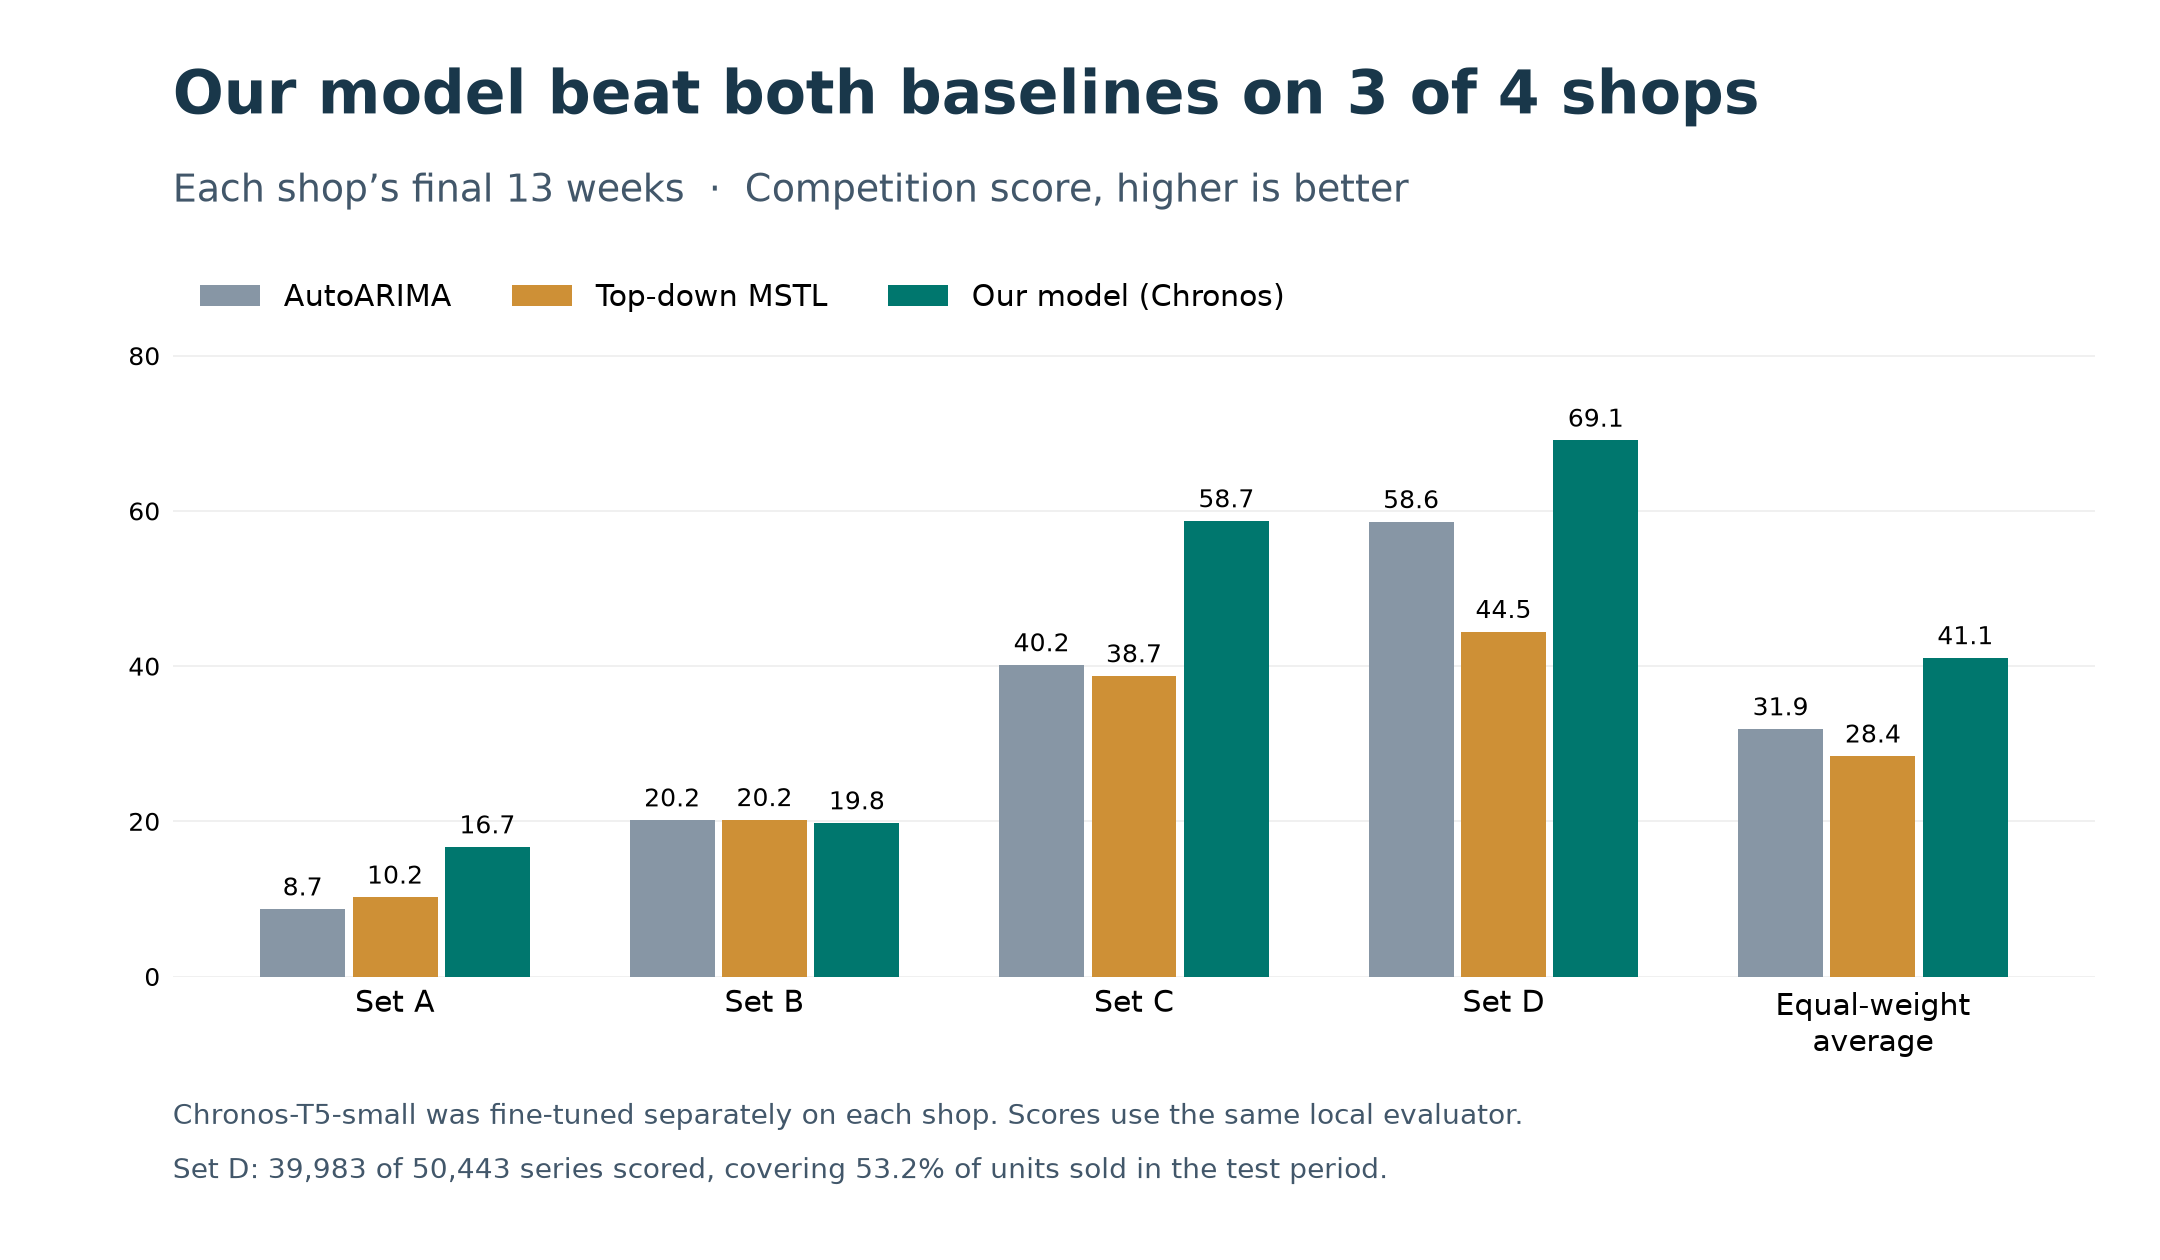 Our model beat both baselines on 3 of 4 shops
Each shop’s final 13 weeks · Competition score, higher is better
AutoARIMA Top-down MSTL Our model (Chronos)
80
60
40
20
0
8.7 10.2 16.7
20.2 20.2 19.8
40.2 38.7 58.7
58.6 44.5 69.1
31.9 28.4 41.1
Set A Set B Set C Set D Equal-weight
average
Chronos-T5-small was fine-tuned separately on each shop. Scores use the same local evaluator.
Set D: 39,983 of 50,443 series scored, covering 53.2% of units sold in the test period.